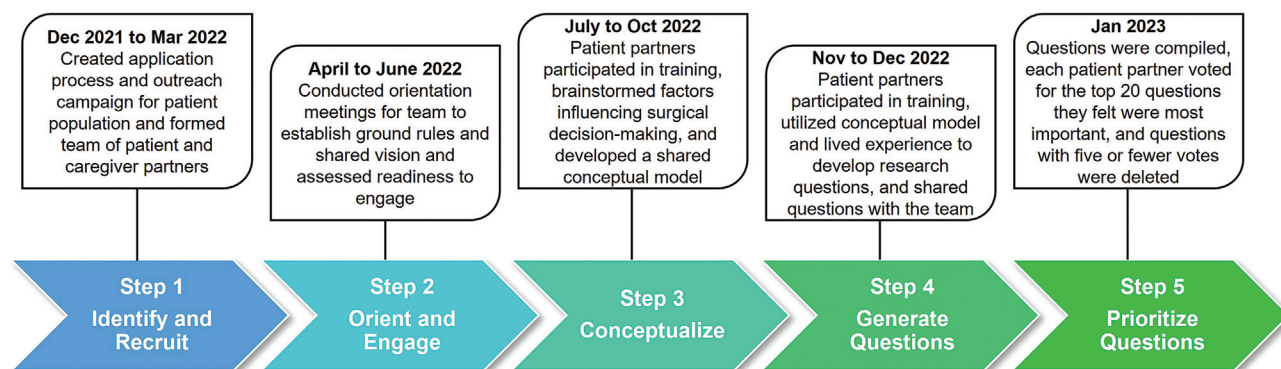 Dec 2021 to Mar 2022
Created application
process and outreach
campaign for patient
population and formed
team of patient and
caregiver partners
April to June 2022
Conducted orientation
meetings for team to
establish ground rules and
shared vision and
assessed readiness to
engage
July to Oct 2022
Patient partners
participated in training,
brainstormed factors
influencing surgical
decision-making, and
developed a shared
conceptual model
Nov to Dec 2022
Patient partners
participated in training,
utilized conceptual model
and lived experience to
develop research
questions, and shared
questions with the team
Jan 2023
Questions were compiled,
each patient partner voted
for the top 20 questions
they felt were most
important, and questions
with five or fewer votes
were deleted
Step 1
Identify and
Recruit
Step 2
Orient and
Engage
Step 3
Conceptualize
Step 4
Generate
Questions
Step 5
Prioritize
Questions